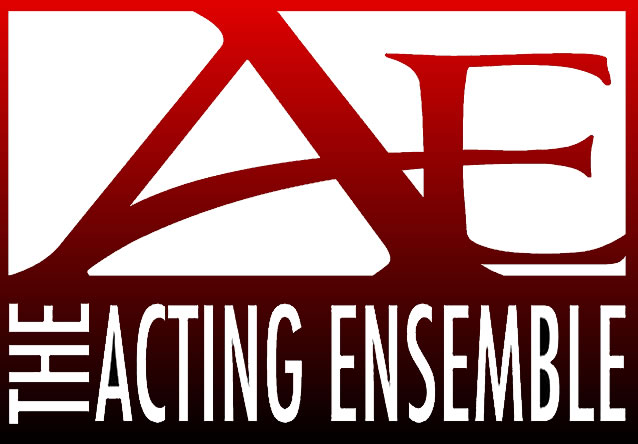 AE
THE ACTING ENSEMBLE